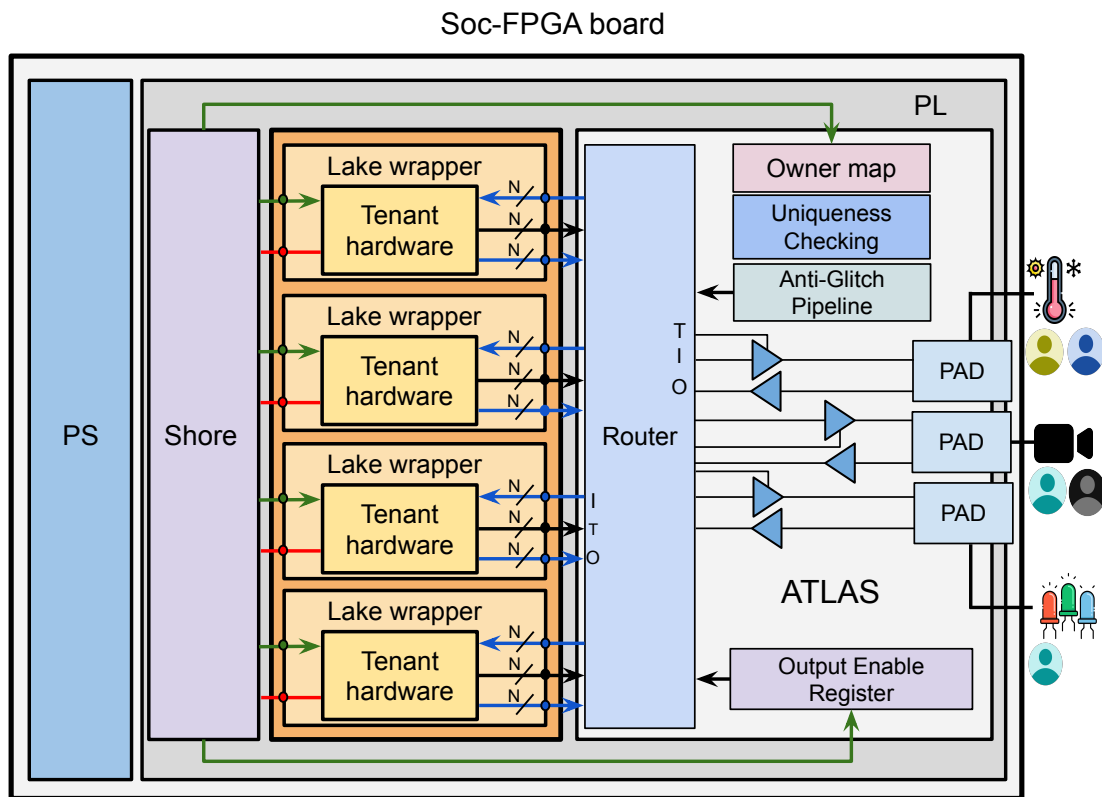 Soc-FPGA board
PL
PS
Shore
Lake wrapper
Tenant
hardware
N
N
N
Lake wrapper
Tenant
hardware
N
N
N
Lake wrapper
Tenant
hardware
N
N
N
I
T
O
Lake wrapper
Tenant
hardware
N
N
N
Router
T
I
O
Owner map
Uniqueness
Checking
Anti-Glitch
Pipeline
PAD
PAD
PAD
ATLAS
Output Enable
Register